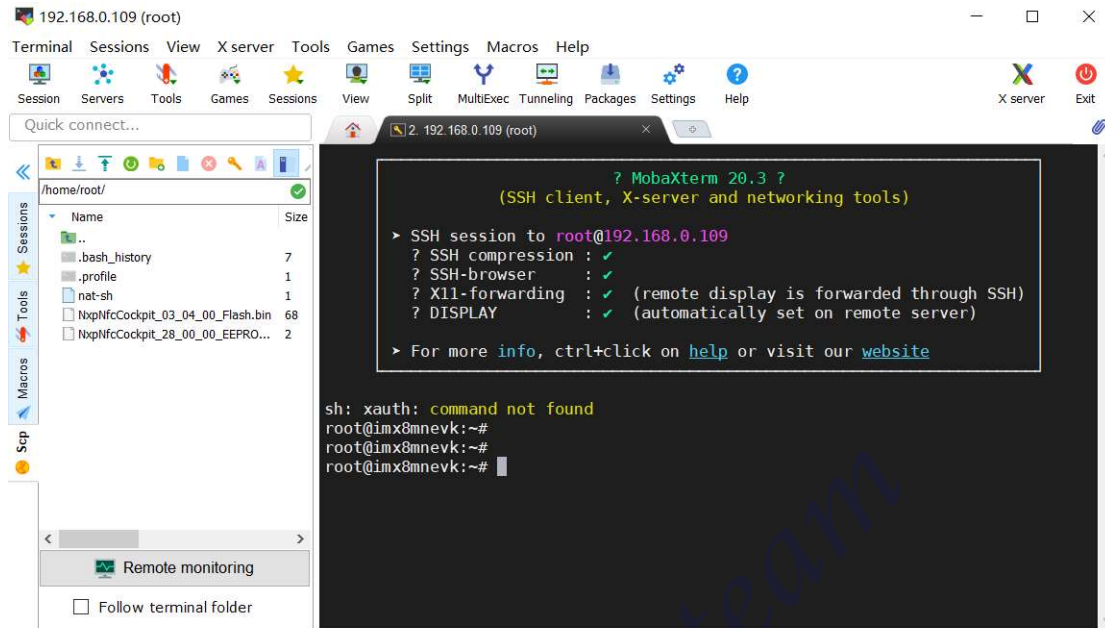 192.168.0.109 (root)
Terminal Sessions View X server Tools Games Settings Macros Help
Session Servers Tools Games Sessions View Split MultiExec Tunneling Packages Settings Help X server Exit
Quick connect...
2. 192.168.0.109 (root)
/home/root/
Name Size
..
.bash_history 7
.profile 1
nat-sh 1
NxpNfcCockpit_03_04_00_Flash.bin 68
NxpNfcCockpit_28_00_00_EEPRO... 2
Sessions
Tools
Macros
Scp
Remote monitoring
Follow terminal folder
? MobaXterm 20.3 ?
(SSH client, X-server and networking tools)
➤ SSH session to root@192.168.0.109
? SSH compression : ✔
? SSH-browser : ✔
? X11-forwarding : ✔ (remote display is forwarded through SSH)
? DISPLAY : ✔ (automatically set on remote server)
➤ For more info, ctrl+click on help or visit our website
sh: xauth: command not found
root@imx8mnevk:~#
root@imx8mnevk:~#
root@imx8mnevk:~#
team